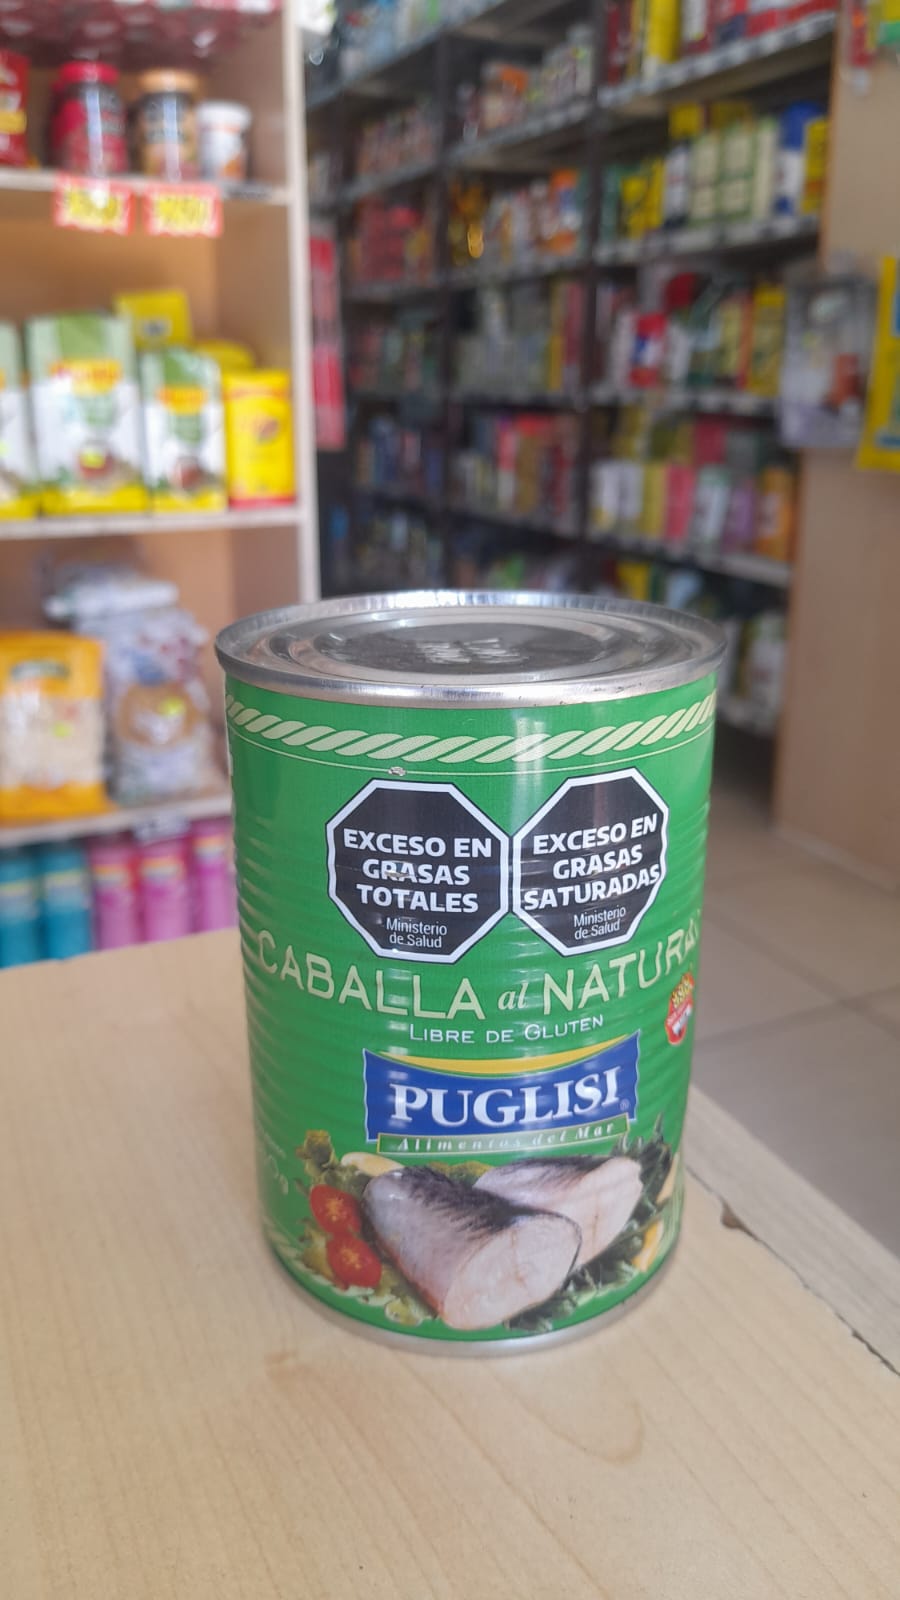 EXCESO EN
GRASAS
TOTALES
Ministerio
de Salud
EXCESO EN
GRASAS
SATURADAS
Ministerio
de Salud
CABALLA al NATURA
LIBRE DE GLUTEN
PUGLISI
Alimentos del Mar